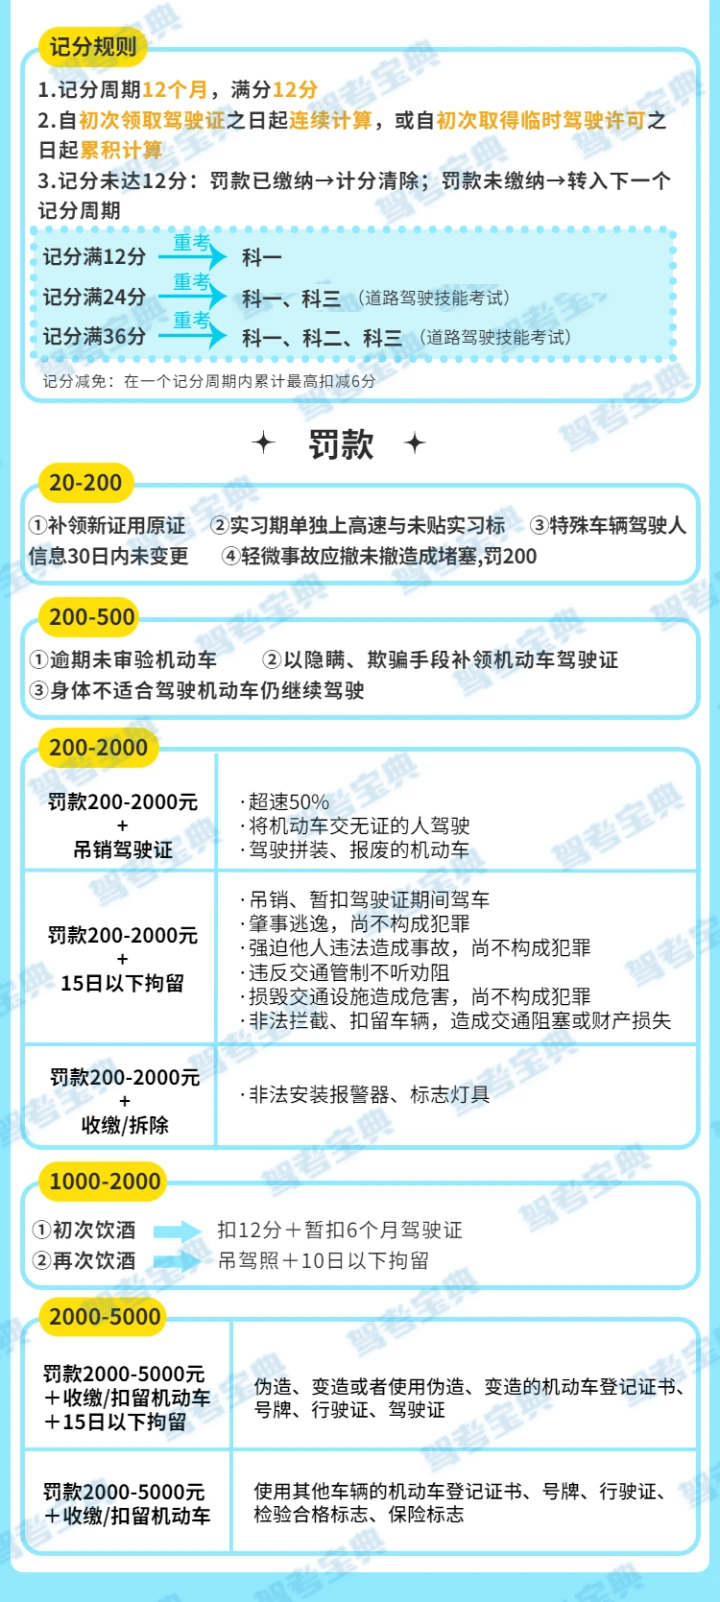 记分规则
1.记分周期12个月，满分12分
2.自初次领取驾驶证之日起连续计算，或自初次取得临时驾驶许可之
日起累积计算
3.记分未达12分：罚款已缴纳→计分清除；罚款未缴纳→转入下一个
记分周期
记分满12分 重考 科一
记分满24分 重考 科一、科三（道路驾驶技能考试）
记分满36分 重考 科一、科二、科三（道路驾驶技能考试）
记分减免：在一个记分周期内累计最高扣减6分
罚款
20-200
①补领新证用原证 ②实习期单独上高速与未贴实习标 ③特殊车辆驾驶人
信息30日内未变更 ④轻微事故应撤未撤造成堵塞,罚200
200-500
①逾期未审验机动车 ②以隐瞒、欺骗手段补领机动车驾驶证
③身体不适合驾驶机动车仍继续驾驶
200-2000
罚款200-2000元
+
吊销驾驶证
·超速50%
·将机动车交无证的人驾驶
·驾驶拼装、报废的机动车
罚款200-2000元
+
15日以下拘留
·吊销、暂扣驾驶证期间驾车
·肇事逃逸，尚不构成犯罪
·强迫他人违法造成事故，尚不构成犯罪
·违反交通管制不听劝阻
·损毁交通设施造成危害，尚不构成犯罪
·非法拦截、扣留车辆，造成交通阻塞或财产损失
罚款200-2000元
+
收缴/拆除
·非法安装报警器、标志灯具
1000-2000
①初次饮酒 扣12分＋暂扣6个月驾驶证
②再次饮酒 吊驾照＋10日以下拘留
2000-5000
罚款2000-5000元
＋收缴/扣留机动车
＋15日以下拘留
伪造、变造或者使用伪造、变造的机动车登记证书、
号牌、行驶证、驾驶证
罚款2000-5000元
＋收缴/扣留机动车
使用其他车辆的机动车登记证书、号牌、行驶证、
检验合格标志、保险标志
驾考宝典